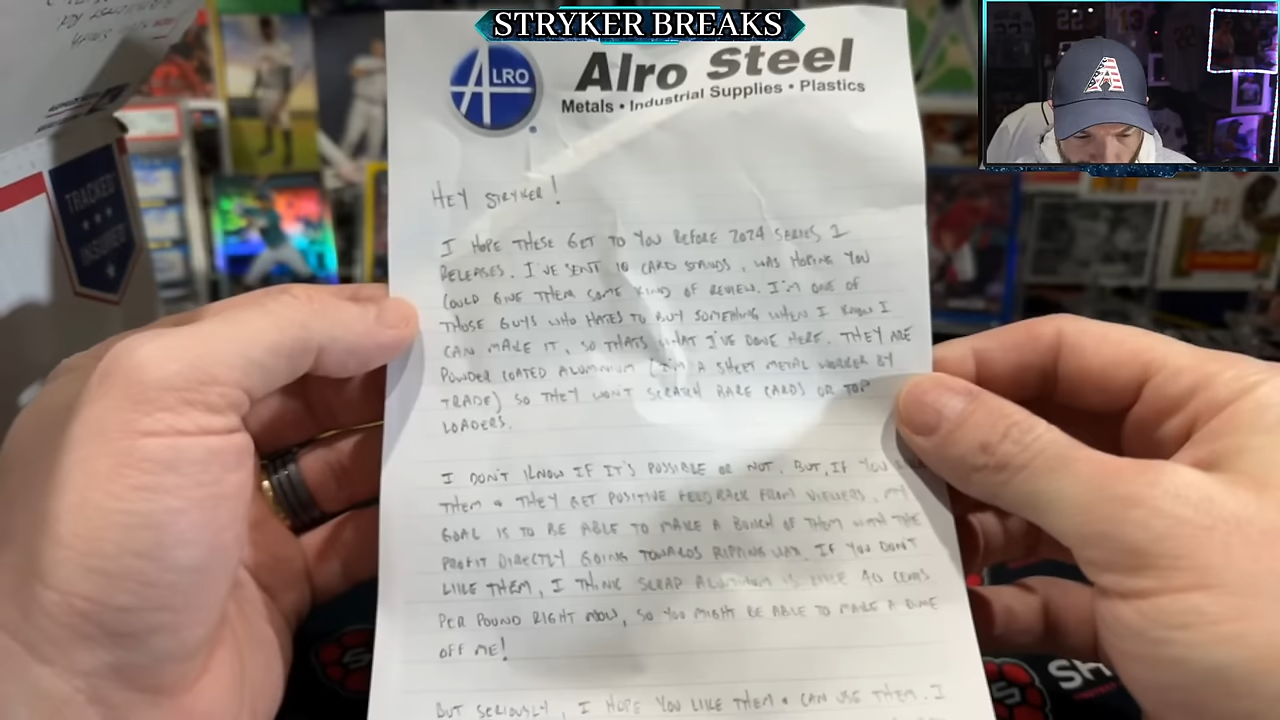 STRYKER BREAKS
ALRO
Alro Steel
Metals • Industrial Supplies • Plastics
TRACKED
INSURED
HEY STRYKER!
I HOPE THESE GET TO YOU BEFORE 2024 SERIES 1
RELEASES. I'VE SENT 10 CARD STANDS, WAS HOPING YOU
COULD GIVE THEM SOME KIND OF REVIEW. I'M ONE OF
THOSE GUYS WHO HATES TO BUY SOMETHING WHEN I KNOW I
CAN MAKE IT, SO THATS WHAT I'VE DONE HERE. THEY ARE
POWDER COATED ALUMINUM (I'M A SHEET METAL WORKER BY
TRADE) SO THEY WON'T SCRATCH BARE CARDS OR TOP
LOADERS.
I DON'T KNOW IF IT'S POSSIBLE OR NOT. BUT, IF YOU
THEM & THEY GET POSITIVE FEEDBACK FROM VIEWERS, MY
GOAL IS TO BE ABLE TO MAKE A BUNCH OF THEM WITH THE
PROFIT DIRECTLY GOING TOWARDS RIPPING WAX. IF YOU DON'T
LIKE THEM, I THINK SCRAP ALUMINUM IS LIKE 40 CENTS
PER POUND RIGHT NOW, SO YOU MIGHT BE ABLE TO MAKE A DIME
OFF ME!
BUT SERIOUSLY, I HOPE YOU LIKE THEM & CAN USE THEM. I